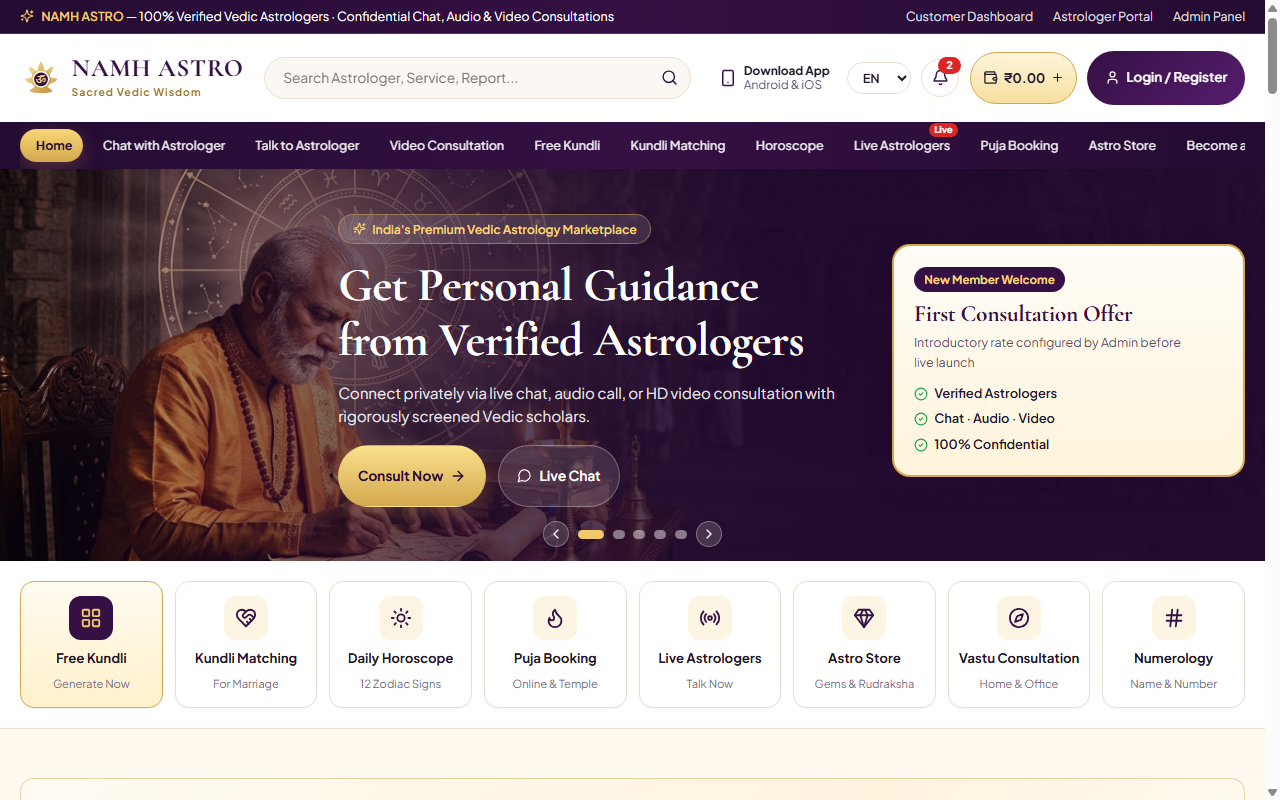 NAMH ASTRO — 100% Verified Vedic Astrologers · Confidential Chat, Audio & Video Consultations
Customer Dashboard
Astrologer Portal
Admin Panel
NAMH ASTRO
Sacred Vedic Wisdom
Search Astrologer, Service, Report...
Download App
Android & iOS
EN
2
₹0.00 +
Login / Register
Home
Chat with Astrologer
Talk to Astrologer
Video Consultation
Free Kundli
Kundli Matching
Horoscope
Live Astrologers
Live
Puja Booking
Astro Store
Become a
India's Premium Vedic Astrology Marketplace
Get Personal Guidance
from Verified Astrologers
Connect privately via live chat, audio call, or HD video consultation with
rigorously screened Vedic scholars.
Consult Now →
Live Chat
New Member Welcome
First Consultation Offer
Introductory rate configured by Admin before
live launch
Verified Astrologers
Chat · Audio · Video
100% Confidential
Free Kundli
Generate Now
Kundli Matching
For Marriage
Daily Horoscope
12 Zodiac Signs
Puja Booking
Online & Temple
Live Astrologers
Talk Now
Astro Store
Gems & Rudraksha
Vastu Consultation
Home & Office
Numerology
Name & Number